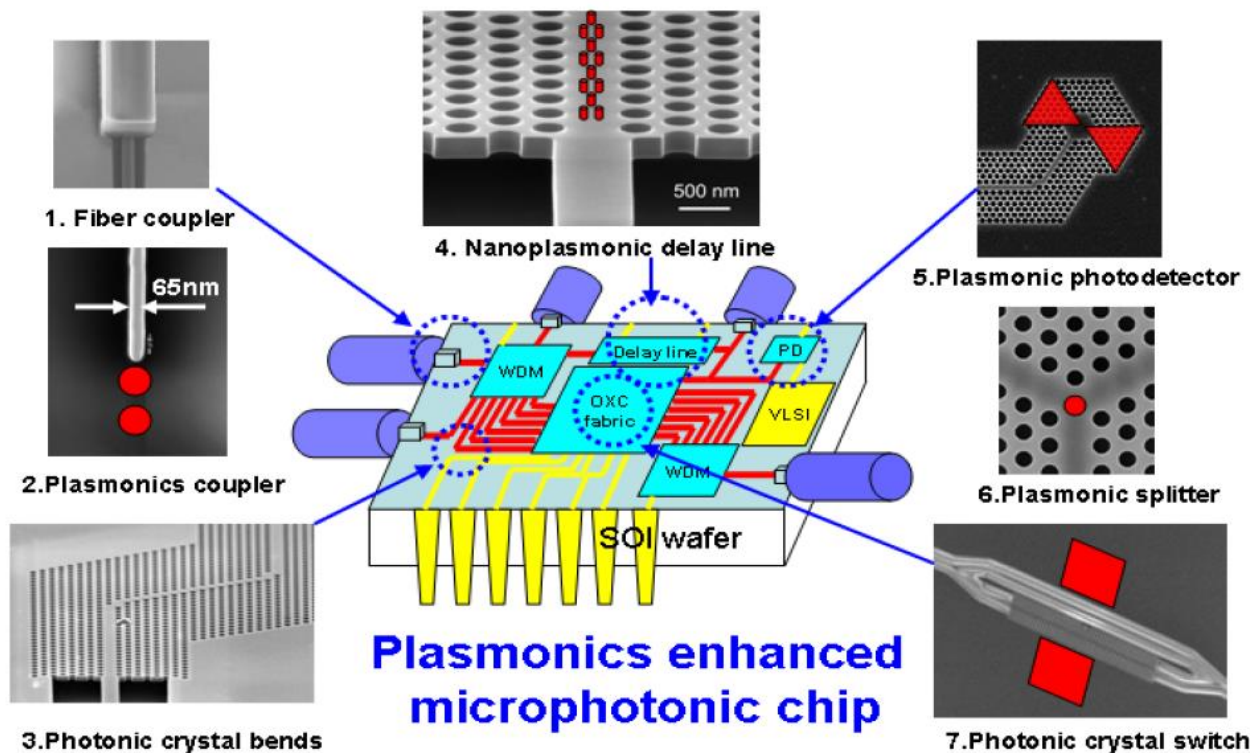 1. Fiber coupler
65nm
2.Plasmonics coupler
3.Photonic crystal bends
500 nm
4. Nanoplasmonic delay line
5.Plasmonic photodetector
6.Plasmonic splitter
7.Photonic crystal switch
WDM
Delay line
PD
OXC
fabric
VLSI
WDM
SOI wafer
Plasmonics enhanced
microphotonic chip